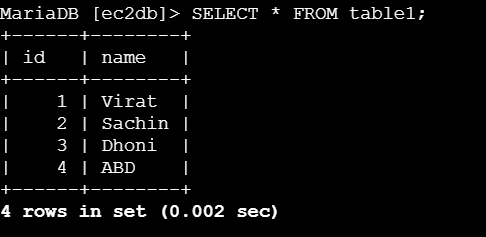 MariaDB [ec2db]> SELECT * FROM table1;
+------+--------+
| id   | name   |
+------+--------+
|    1 | Virat  |
|    2 | Sachin |
|    3 | Dhoni  |
|    4 | ABD    |
+------+--------+
4 rows in set (0.002 sec)